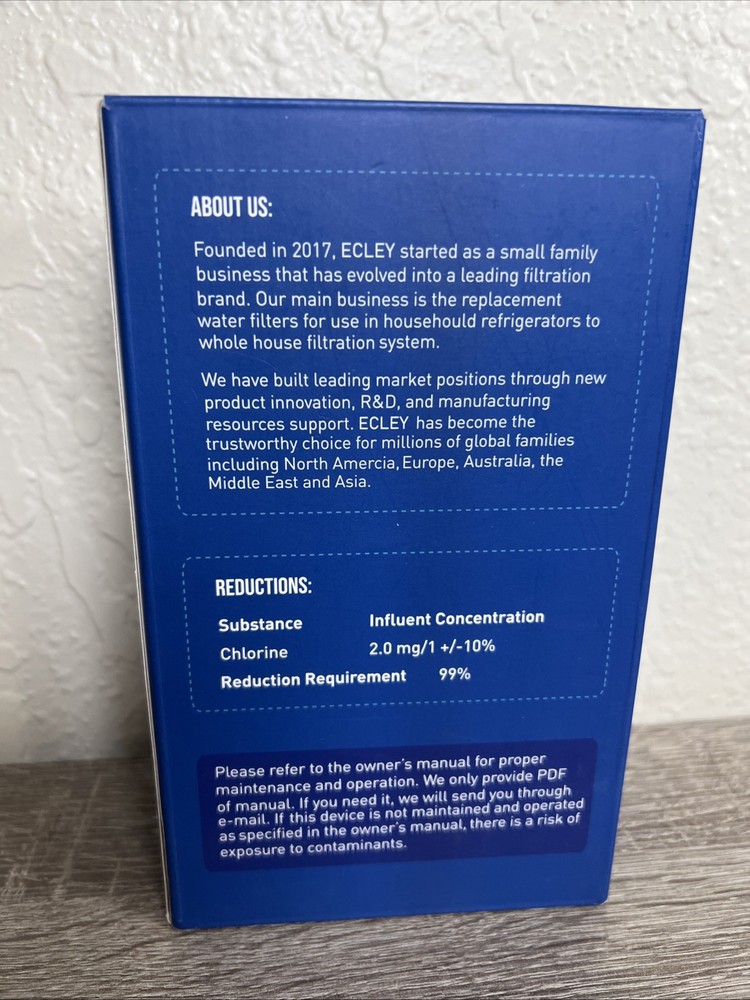 ABOUT US:
Founded in 2017, ECLEY started as a small family
business that has evolved into a leading filtration
brand. Our main business is the replacement
water filters for use in househould refrigerators to
whole house filtration system.
We have built leading market positions through new
product innovation, R&D, and manufacturing
resources support. ECLEY has become the
trustworthy choice for millions of global families
including North Amercia, Europe, Australia, the
Middle East and Asia.
REDUCTIONS:
Substance Influent Concentration
Chlorine 2.0 mg/1 +/-10%
Reduction Requirement 99%
Please refer to the owner's manual for proper
maintenance and operation. We only provide PDF
of manual. If you need it, we will send you through
e-mail. If this device is not maintained and operated
as specified in the owner's manual, there is a risk of
exposure to contaminants.